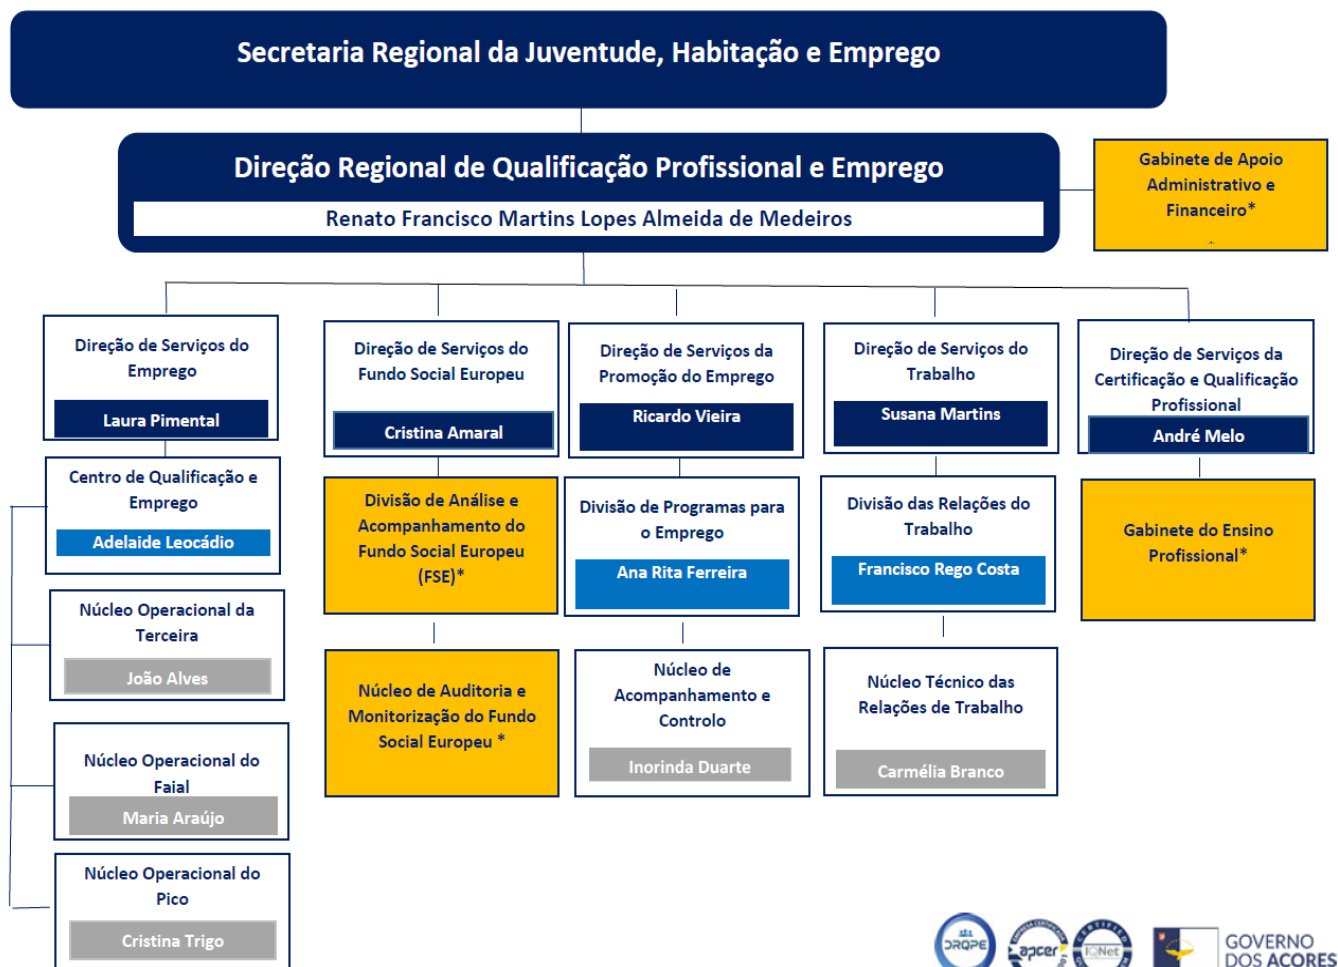 Secretaria Regional da Juventude, Habitação e Emprego
Direção Regional de Qualificação Profissional e Emprego
Renato Francisco Martins Lopes Almeida de Medeiros
Gabinete de Apoio
Administrativo e
Financeiro*
Direção de Serviços do
Emprego
Laura Pimental
Direção de Serviços do
Fundo Social Europeu
Cristina Amaral
Direção de Serviços da
Promoção do Emprego
Ricardo Vieira
Direção de Serviços do
Trabalho
Susana Martins
Direção de Serviços da
Certificação e Qualificação
Profissional
André Melo
Centro de Qualificação e
Emprego
Adelaide Leocádio
Divisão de Análise e
Acompanhamento do
Fundo Social Europeu
(FSE)*
Divisão de Programas para
o Emprego
Ana Rita Ferreira
Divisão das Relações do
Trabalho
Francisco Rego Costa
Gabinete do Ensino
Profissional*
Núcleo Operacional da
Terceira
João Alves
Núcleo de Auditoria e
Monitorização do Fundo
Social Europeu *
Núcleo de
Acompanhamento e
Controlo
Inorinda Duarte
Núcleo Técnico das
Relações de Trabalho
Carmélia Branco
Núcleo Operacional do
Faial
Maria Araújo
Núcleo Operacional do
Pico
Cristina Trigo
DRQPE
EMPRESA CERTIFICADA
apcer
CERTIFIED
IQNet
GOVERNO
DOS AÇORES